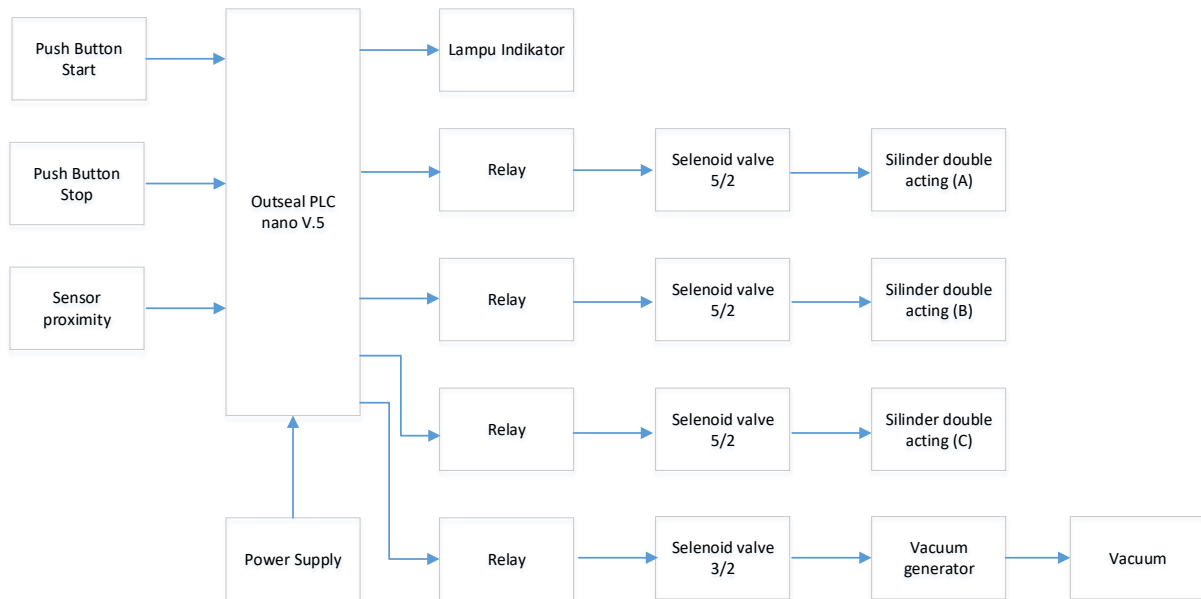 Push Button
Start
Lampu Indikator
Push Button
Stop
Outseal PLC
nano V.5
Relay
Selenoid valve
5/2
Silinder double
acting (A)
Sensor
proximity
Relay
Selenoid valve
5/2
Silinder double
acting (B)
Relay
Selenoid valve
5/2
Silinder double
acting (C)
Power Supply
Relay
Selenoid valve
3/2
Vacuum
generator
Vacuum